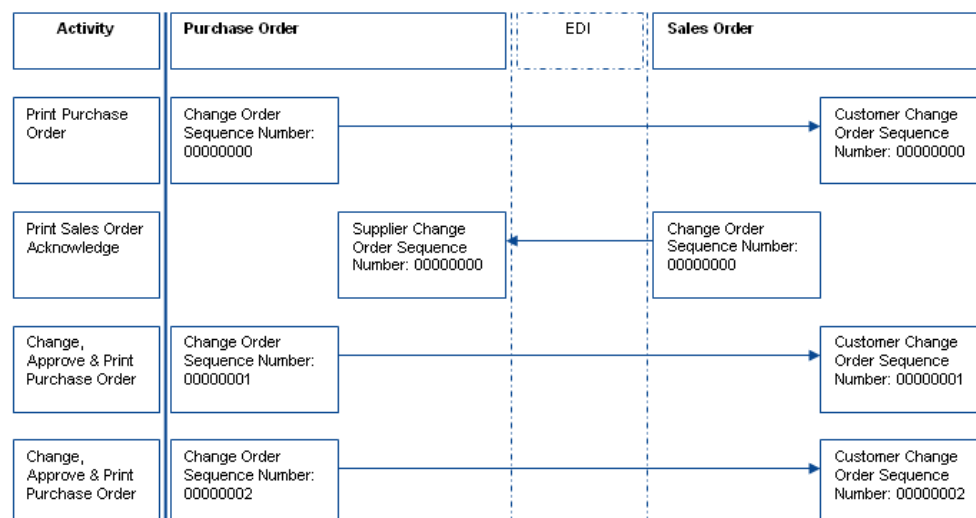 Activity
Purchase Order
EDI
Sales Order
Print Purchase
Order
Change Order
Sequence Number:
00000000
Customer Change
Order Sequence
Number: 00000000
Print Sales Order
Acknowledge
Supplier Change
Order Sequence
Number: 00000000
Change Order
Sequence Number:
00000000
Change,
Approve & Print
Purchase Order
Change Order
Sequence Number:
00000001
Customer Change
Order Sequence
Number: 00000001
Change,
Approve & Print
Purchase Order
Change Order
Sequence Number:
00000002
Customer Change
Order Sequence
Number: 00000002